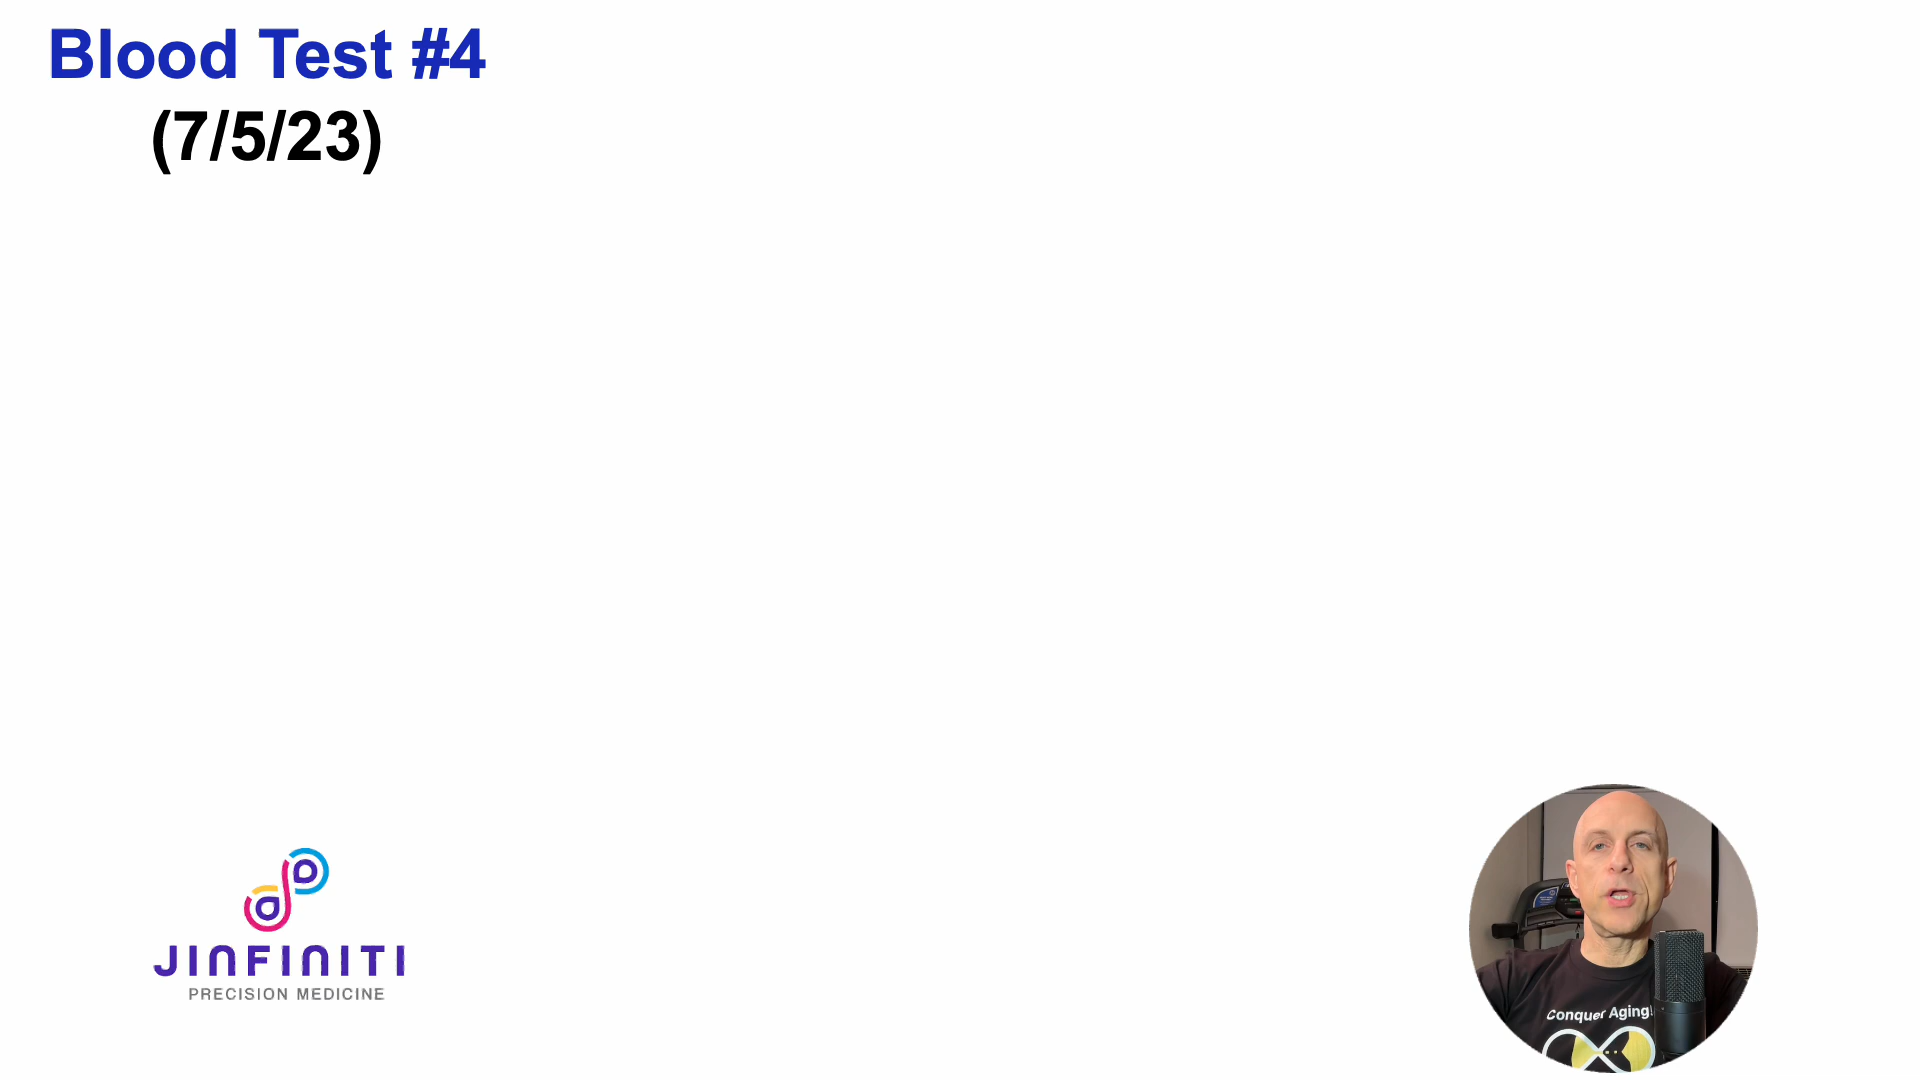 Blood Test #4
(7/5/23)
JINFINITI
PRECISION MEDICINE
Conquer Aging